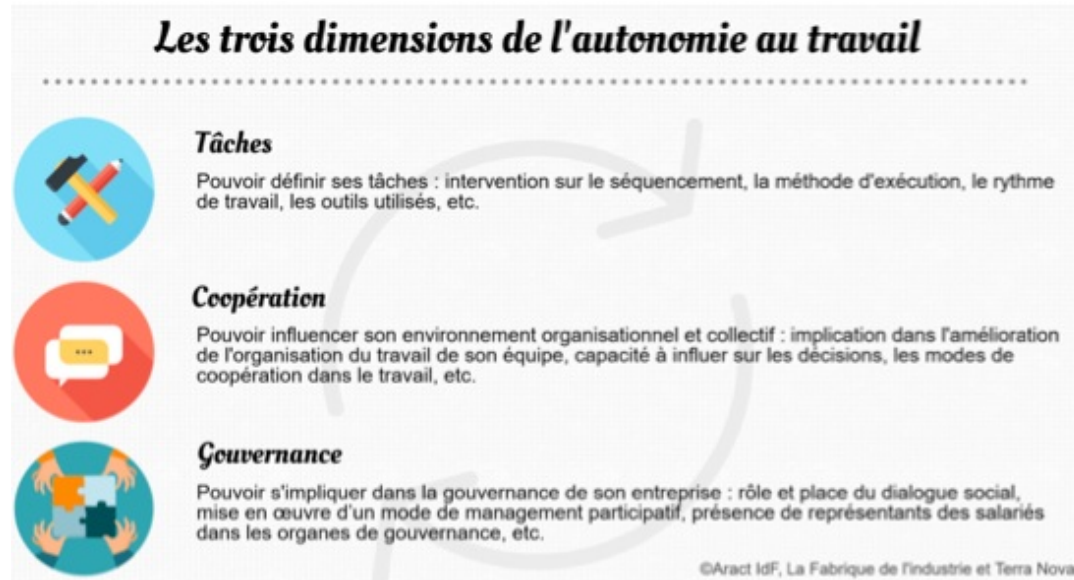 Les trois dimensions de l'autonomie au travail
Tâches
Pouvoir définir ses tâches : intervention sur le séquencement, la méthode d'exécution, le rythme
de travail, les outils utilisés, etc.
Coopération
Pouvoir influencer son environnement organisationnel et collectif : implication dans l'amélioration
de l'organisation du travail de son équipe, capacité à influer sur les décisions, les modes de
coopération dans le travail, etc.
Gouvernance
Pouvoir s'impliquer dans la gouvernance de son entreprise : rôle et place du dialogue social,
mise en œuvre d'un mode de management participatif, présence de représentants des salariés
dans les organes de gouvernance, etc.
©Aract IdF, La Fabrique de l'industrie et Terra Nova